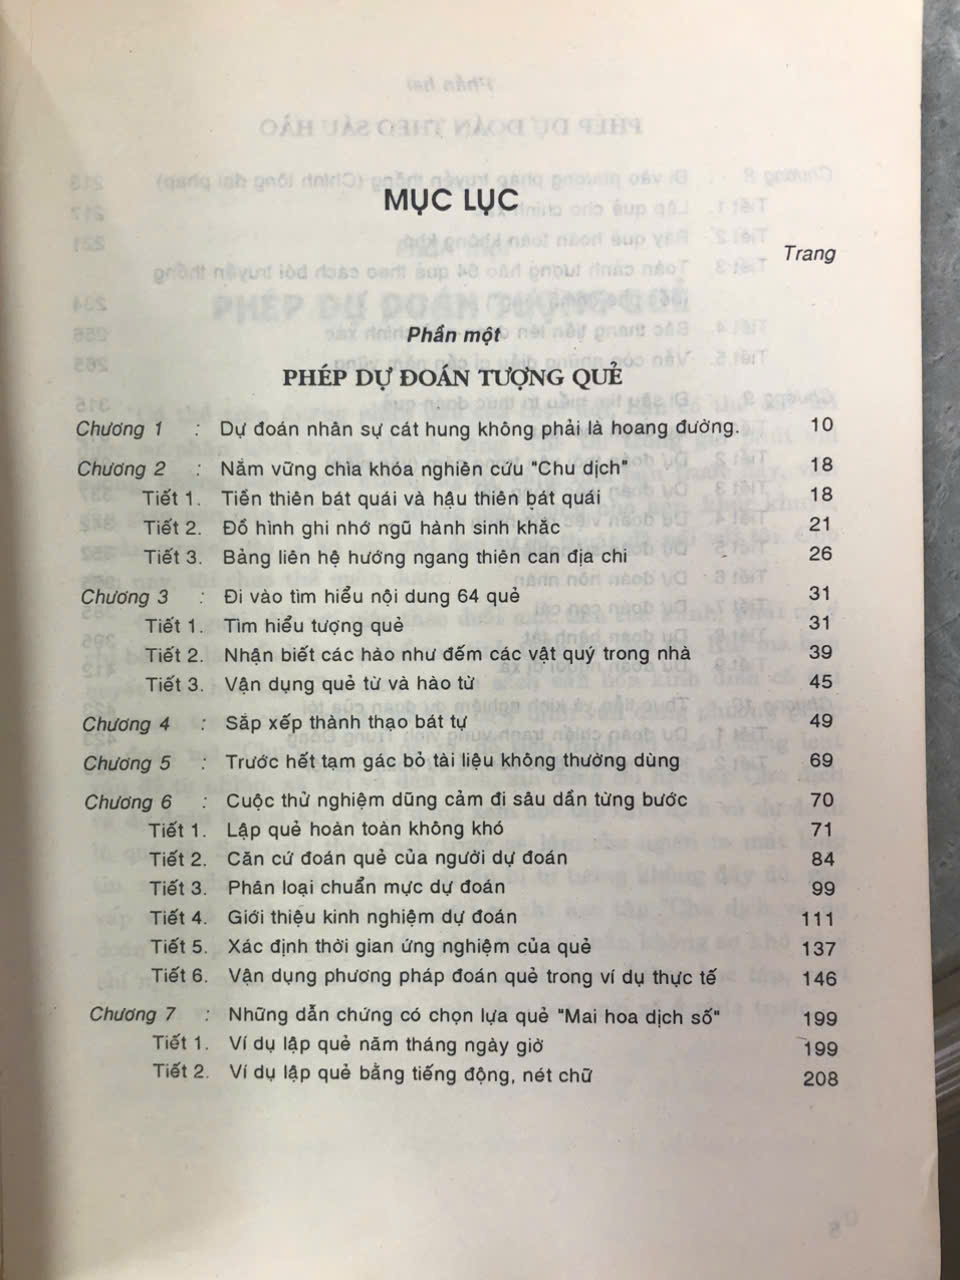 MỤC LỤC
Trang
Phần một
PHÉP DỰ ĐOÁN TƯỢNG QUẺ
Chương 1 : Dự đoán nhân sự cát hung không phải là hoang đường. 10
Chương 2 : Nắm vững chìa khóa nghiên cứu "Chu dịch" 18
Tiết 1. Tiền thiên bát quái và hậu thiên bát quái 18
Tiết 2. Đồ hình ghi nhớ ngũ hành sinh khắc 21
Tiết 3. Bảng liên hệ hướng ngang thiên can địa chi 26
Chương 3 : Đi vào tìm hiểu nội dung 64 quẻ 31
Tiết 1. Tìm hiểu tượng quẻ 31
Tiết 2. Nhận biết các hào như đếm các vật quý trong nhà 39
Tiết 3. Vận dụng quẻ từ và hào từ 45
Chương 4 : Sắp xếp thành thạo bát tự 49
Chương 5 : Trước hết tạm gác bỏ tài liệu không thường dùng 69
Chương 6 : Cuộc thử nghiệm dũng cảm đi sâu dần từng bước 70
Tiết 1. Lập quẻ hoàn toàn không khó 71
Tiết 2. Căn cứ đoán quẻ của người dự đoán 84
Tiết 3. Phân loại chuẩn mực dự đoán 99
Tiết 4. Giới thiệu kinh nghiệm dự đoán 111
Tiết 5. Xác định thời gian ứng nghiệm của quẻ 137
Tiết 6. Vận dụng phương pháp đoán quẻ trong ví dụ thực tế 146
Chương 7 : Những dẫn chứng có chọn lựa quẻ "Mai hoa dịch số" 199
Tiết 1. Ví dụ lập quẻ năm tháng ngày giờ 199
Tiết 2. Ví dụ lập quẻ bằng tiếng động, nét chữ 208